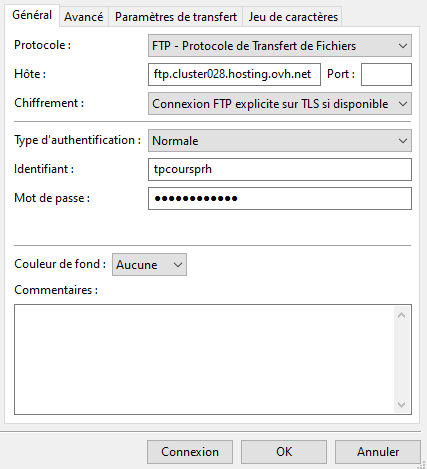 Général Avancé Paramètres de transfert Jeu de caractères
Protocole : FTP - Protocole de Transfert de Fichiers
Hôte : ftp.cluster028.hosting.ovh.net Port :
Chiffrement : Connexion FTP explicite sur TLS si disponible
Type d'authentification : Normale
Identifiant : tpcoursprh
Mot de passe : ●●●●●●●●●●●●
Couleur de fond : Aucune
Commentaires :
Connexion OK Annuler